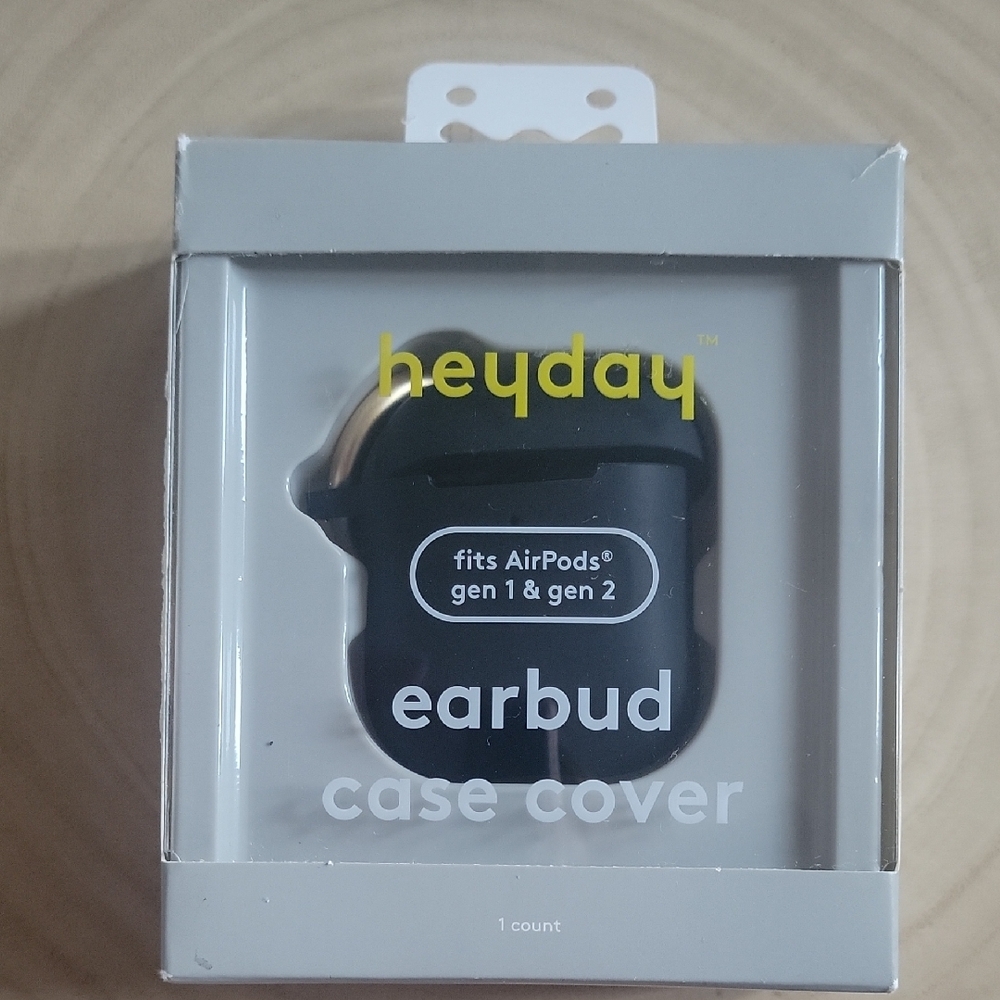 heyday™
fits AirPods®
gen 1 & gen 2
earbud
case cover
1 count